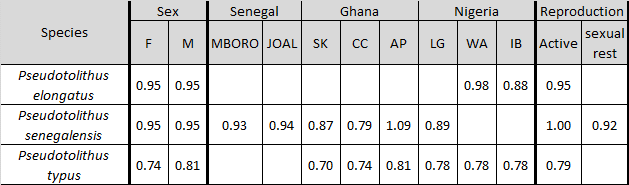 Species Sex Senegal Ghana Nigeria Reproduction
F M MBORO JOAL SK CC AP LG WA IB Active sexual rest
Pseudotolithus elongatus 0.95 0.95 0.98 0.88 0.95
Pseudotolithus senegalensis 0.95 0.95 0.93 0.94 0.87 0.79 1.09 0.89 1.00 0.92
Pseudotolithus typus 0.74 0.81 0.70 0.74 0.81 0.78 0.78 0.78 0.79